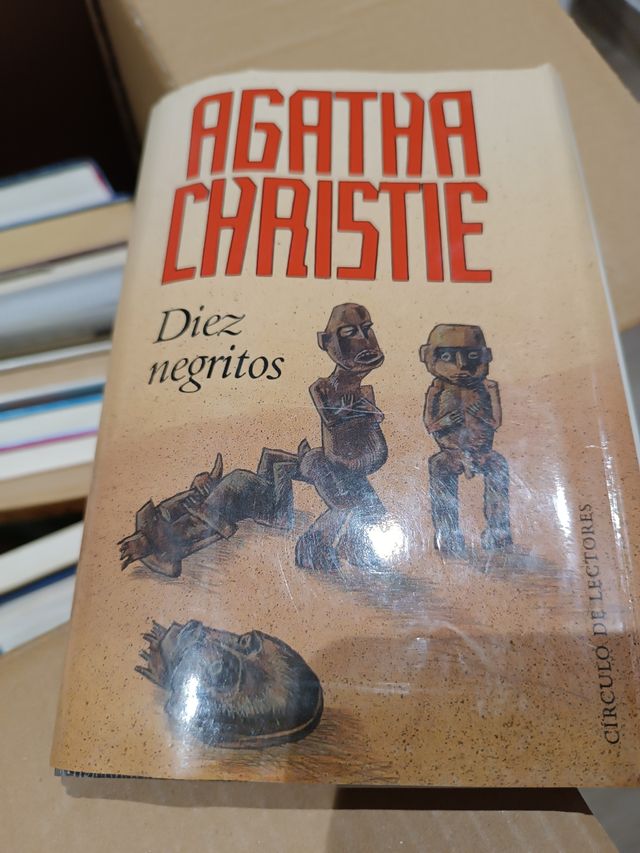 AGATHA
CHRISTIE
Diez
negritos
CÍRCULO DE LECTORES